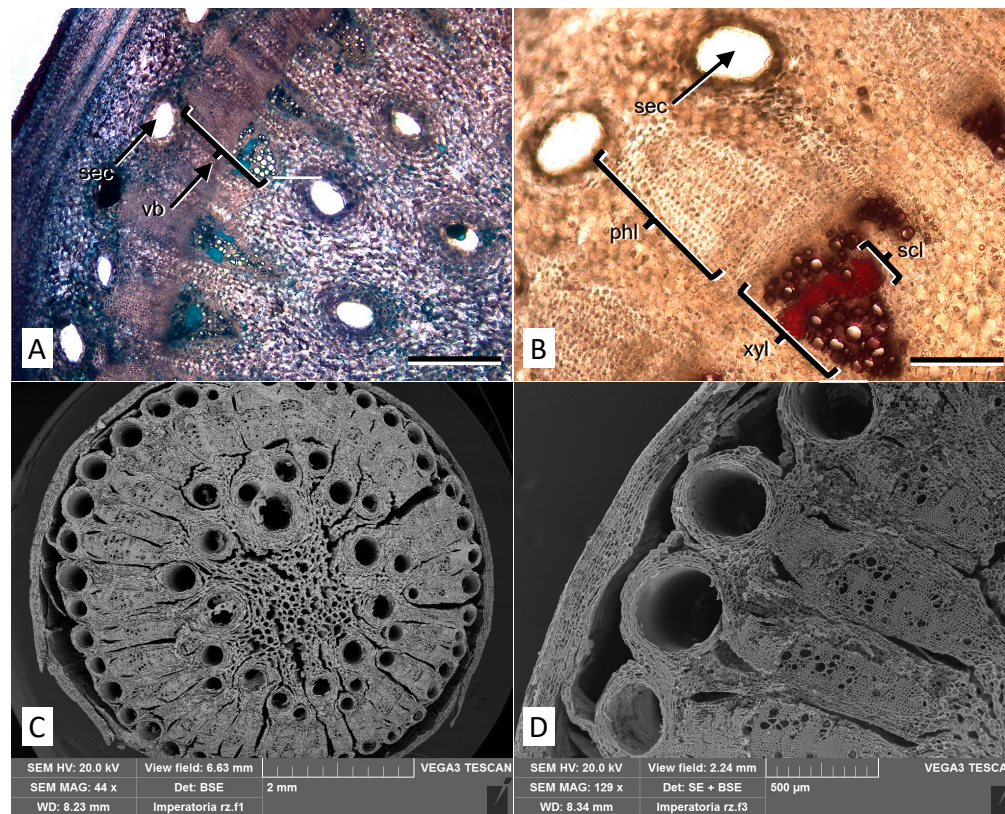 sec
vb
A
sec
phl
scl
xyl
B
C
D
SEM HV: 20.0 kV
View field: 6.63 mm
VEGA3 TESCAN
SEM MAG: 44 x
Det: BSE
2 mm
WD: 8.23 mm
Imperatoria rz.f1
SEM HV: 20.0 kV
View field: 2.24 mm
VEGA3 TESCA
SEM MAG: 129 x
Det: SE + BSE
500 µm
WD: 8.34 mm
Imperatoria rz.f3